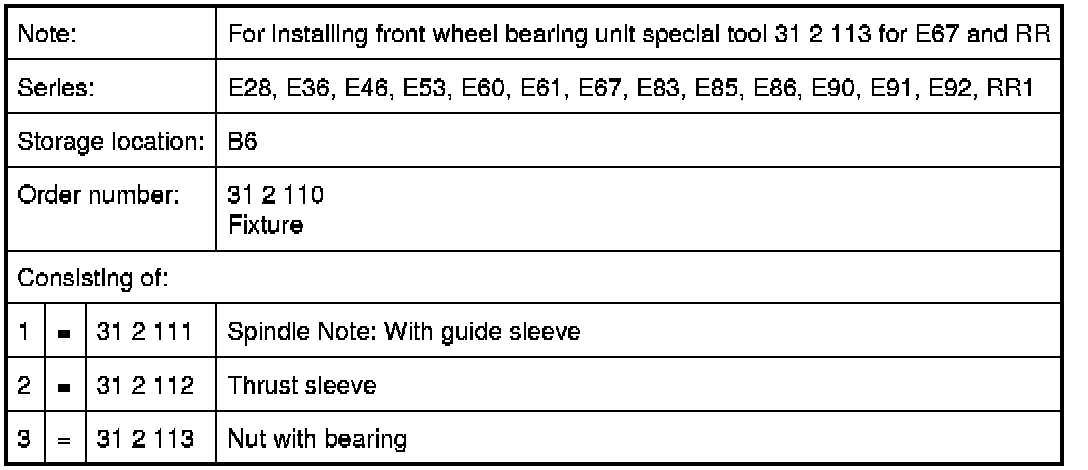 Note: For installing front wheel bearing unit special tool 31 2 113 for E67 and RR
Series: E28, E36, E46, E53, E60, E61, E67, E83, E85, E86, E90, E91, E92, RR1
Storage location: B6
Order number: 31 2 110
Fixture
Consisting of:
1 = 31 2 111 Spindle Note: With guide sleeve
2 = 31 2 112 Thrust sleeve
3 = 31 2 113 Nut with bearing